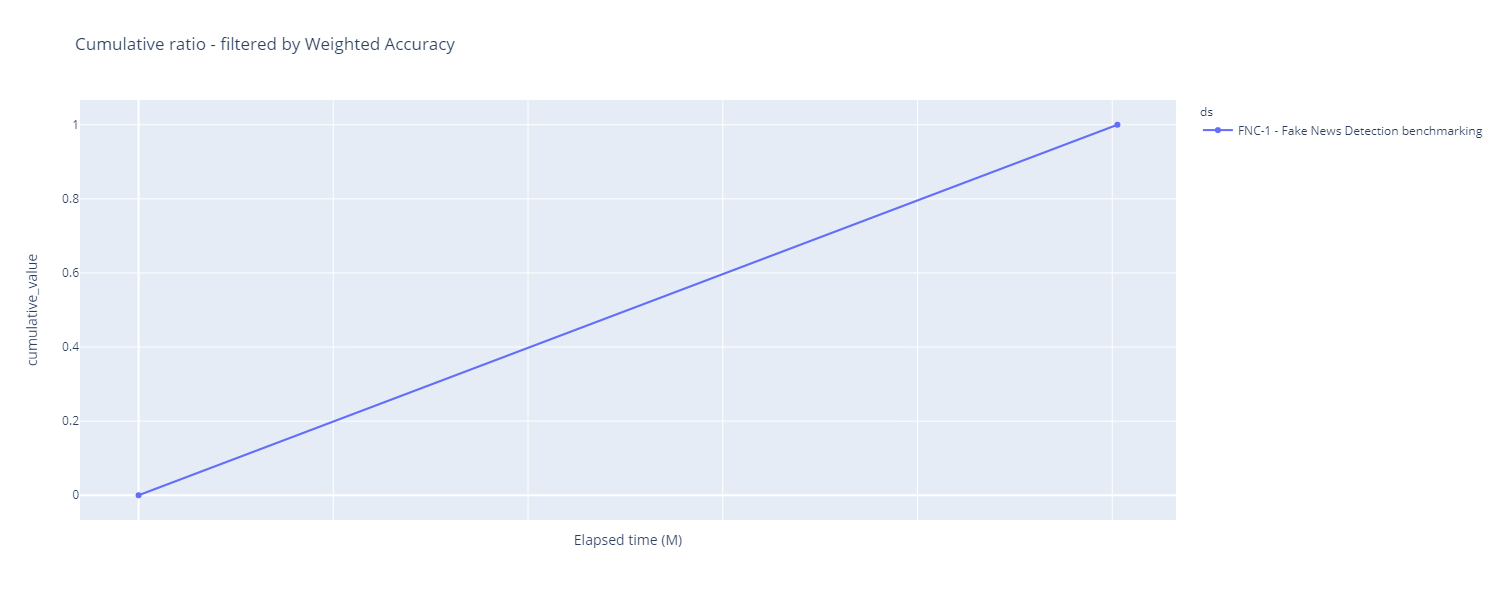 Cumulative ratio - filtered by Weighted Accuracy
ds
FNC-1 - Fake News Detection benchmarking
1
0.8
0.6
0.4
0.2
0
cumulative_value
Elapsed time (M)